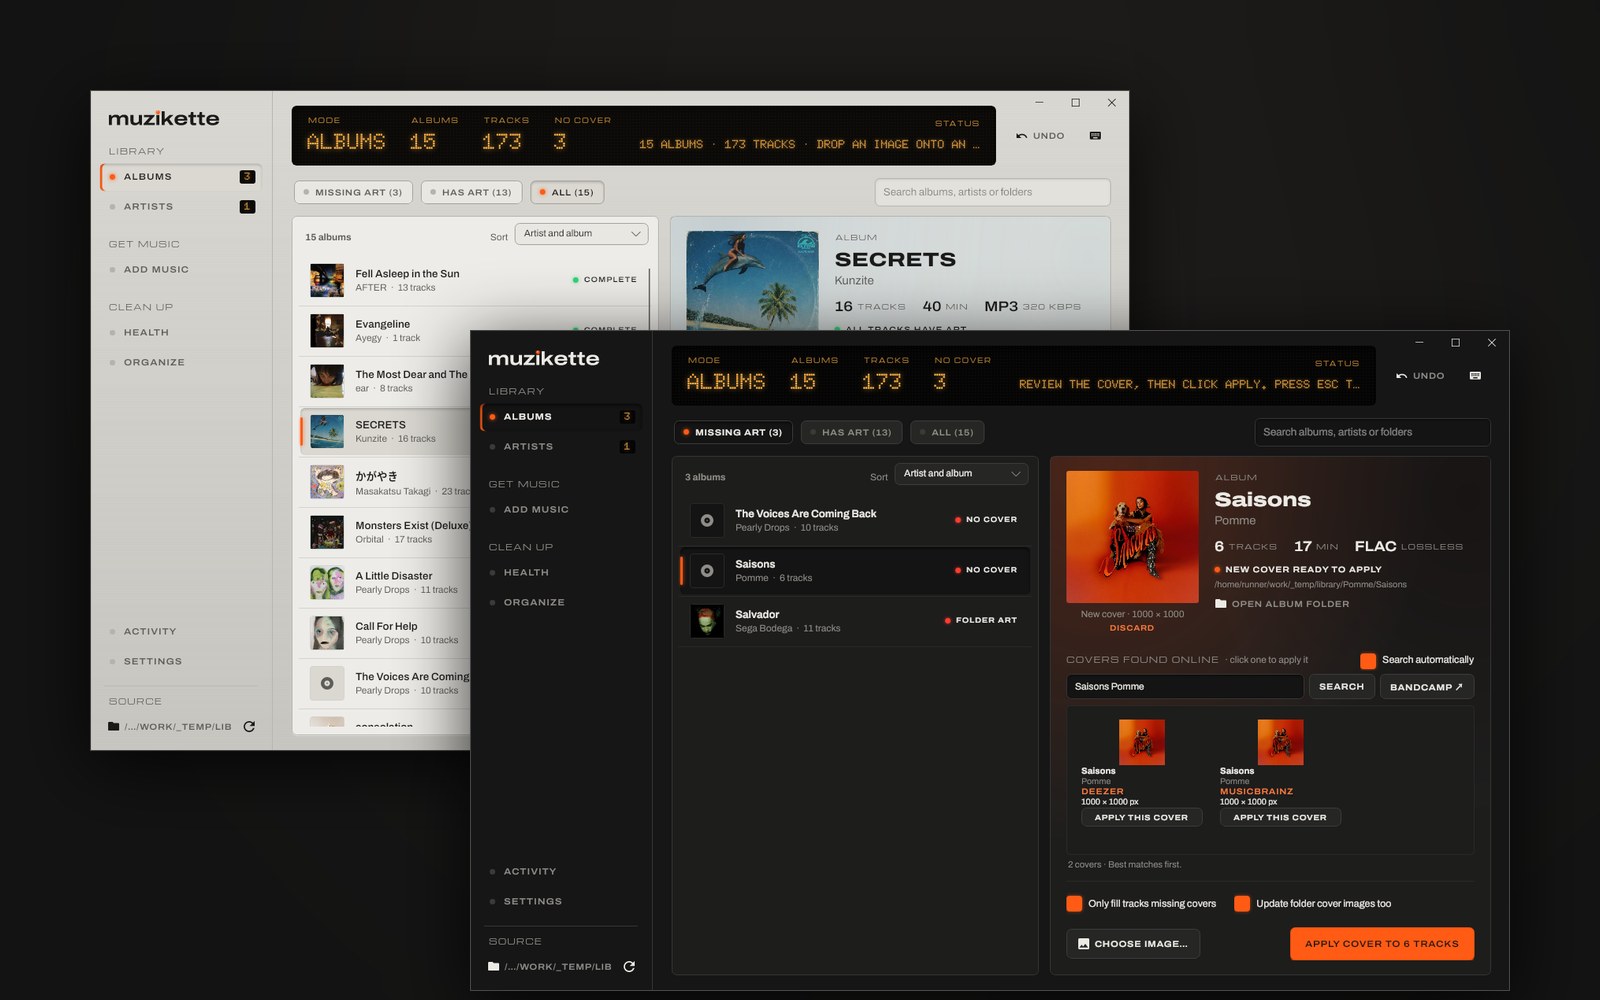 muzikette
LIBRARY
ALBUMS 3
ARTISTS 1
GET MUSIC
ADD MUSIC
CLEAN UP
HEALTH
ORGANIZE
ACTIVITY
SETTINGS
SOURCE
/.../WORK/_TEMP/LIB
MODE ALBUMS TRACKS NO COVER STATUS
ALBUMS 15 173 3 15 ALBUMS · 173 TRACKS · DROP AN IMAGE ONTO AN …
UNDO
MISSING ART (3) HAS ART (13) ALL (15) Search albums, artists or folders
15 albums Sort Artist and album
Fell Asleep in the Sun
AFTER · 13 tracks
COMPLETE
Evangeline
Ayegy · 1 track
COMPLETE
The Most Dear and The
ear · 8 tracks
SECRETS
Kunzite · 16 tracks
かがやき
Masakatsu Takagi · 23 trac
Monsters Exist (Deluxe
Orbital · 17 tracks
A Little Disaster
Pearly Drops · 11 tracks
Call For Help
Pearly Drops · 10 tracks
The Voices Are Coming
Pearly Drops · 10 tracks
consolation
ALBUM
SECRETS
Kunzite
16 TRACKS 40 MIN MP3 320 KBPS
ALL TRACKS HAVE ART
muzikette
LIBRARY
ALBUMS 3
ARTISTS 1
GET MUSIC
ADD MUSIC
CLEAN UP
HEALTH
ORGANIZE
ACTIVITY
SETTINGS
SOURCE
/.../WORK/_TEMP/LIB
MODE ALBUMS TRACKS NO COVER STATUS
ALBUMS 15 173 3 REVIEW THE COVER, THEN CLICK APPLY. PRESS ESC T…
UNDO
MISSING ART (3) HAS ART (13) ALL (15) Search albums, artists or folders
3 albums Sort Artist and album
The Voices Are Coming Back
Pearly Drops · 10 tracks
NO COVER
Saisons
Pomme · 6 tracks
NO COVER
Salvador
Sega Bodega · 11 tracks
FOLDER ART
ALBUM
Saisons
Pomme
6 TRACKS 17 MIN FLAC LOSSLESS
NEW COVER READY TO APPLY
/home/runner/work/_temp/library/Pomme/Saisons
OPEN ALBUM FOLDER
New cover · 1000 × 1000
DISCARD
COVERS FOUND ONLINE · click one to apply it Search automatically
Saisons Pomme SEARCH BANDCAMP ↗
Saisons
Pomme
DEEZER
1000 × 1000 px
APPLY THIS COVER
Saisons
Pomme
MUSICBRAINZ
1000 × 1000 px
APPLY THIS COVER
2 covers · Best matches first.
Only fill tracks missing covers Update folder cover images too
CHOOSE IMAGE... APPLY COVER TO 6 TRACKS